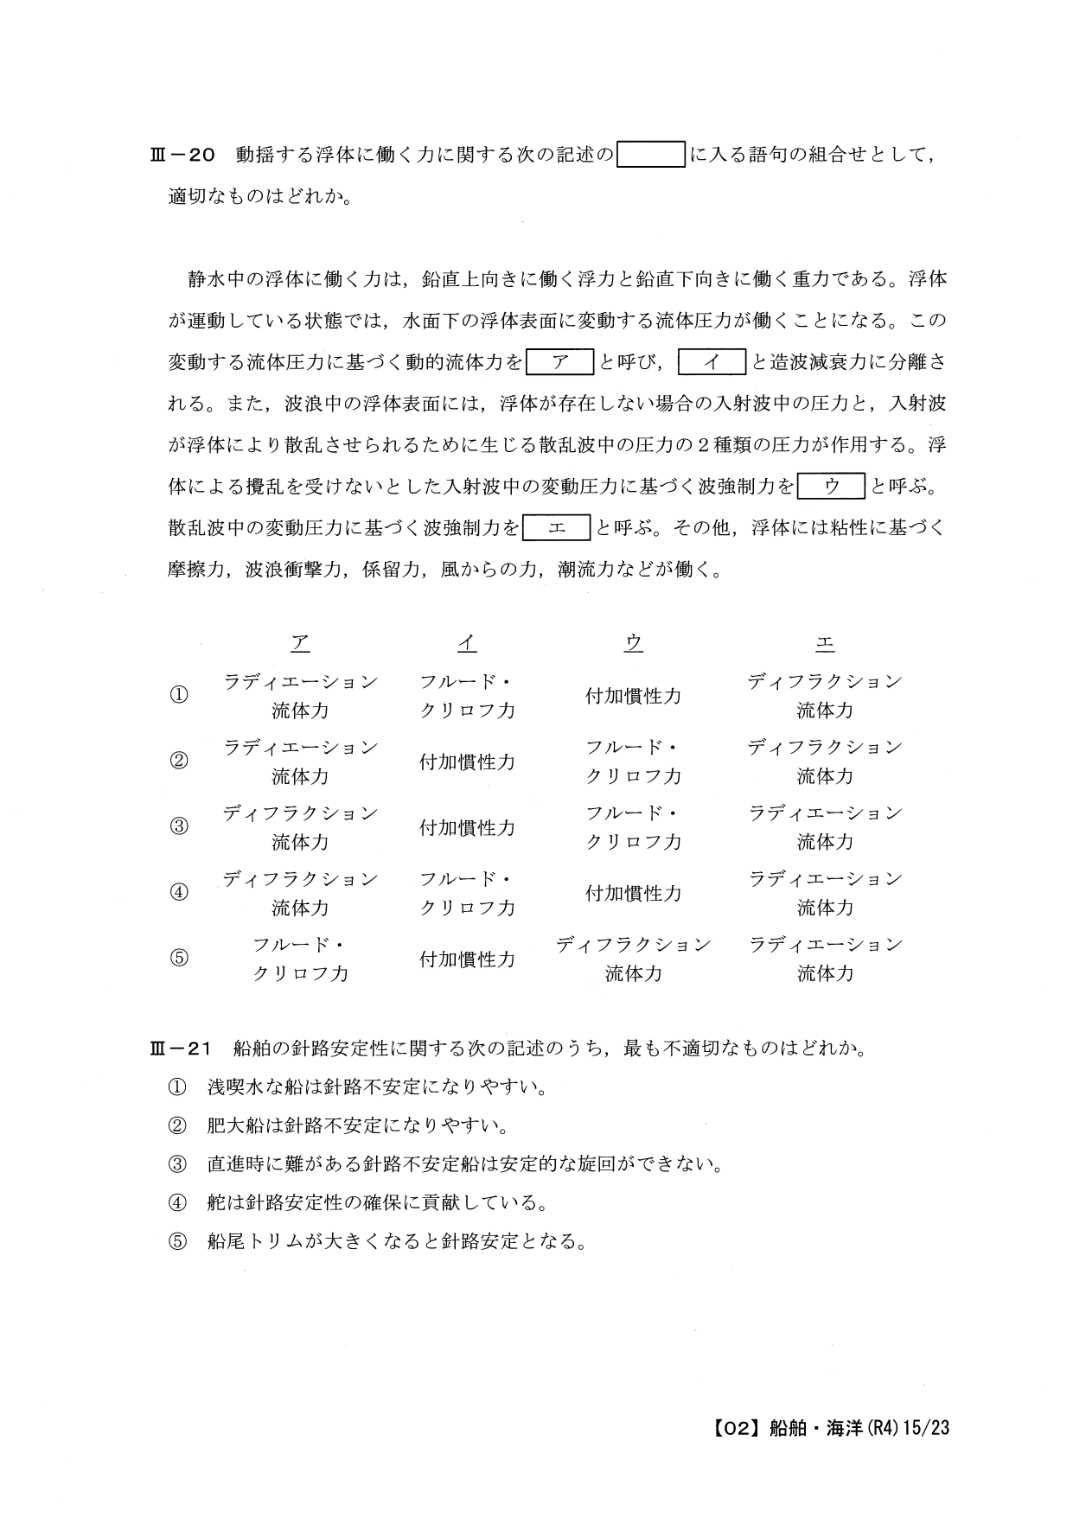 Ⅲ－20　動揺する浮体に働く力に関する次の記述の　　　に入る語句の組合せとして，
適切なものはどれか。
静水中の浮体に働く力は，鉛直上向きに働く浮力と鉛直下向きに働く重力である。浮体
が運動している状態では，水面下の浮体表面に変動する流体圧力が働くことになる。この
変動する流体圧力に基づく動的流体力を ア と呼び， イ と造波減衰力に分離さ
れる。また，波浪中の浮体表面には，浮体が存在しない場合の入射波中の圧力と，入射波
が浮体により散乱させられるために生じる散乱波中の圧力の２種類の圧力が作用する。浮
体による攪乱を受けないとした入射波中の変動圧力に基づく波強制力を ウ と呼ぶ。
散乱波中の変動圧力に基づく波強制力を エ と呼ぶ。その他，浮体には粘性に基づく
摩擦力，波浪衝撃力，係留力，風からの力，潮流力などが働く。
ア　イ　ウ　エ
① ラディエーション流体力　フルード・クリロフ力　付加慣性力　ディフラクション流体力
② ラディエーション流体力　付加慣性力　フルード・クリロフ力　ディフラクション流体力
③ ディフラクション流体力　付加慣性力　フルード・クリロフ力　ラディエーション流体力
④ ディフラクション流体力　フルード・クリロフ力　付加慣性力　ラディエーション流体力
⑤ フルード・クリロフ力　付加慣性力　ディフラクション流体力　ラディエーション流体力
Ⅲ－21　船舶の針路安定性に関する次の記述のうち，最も不適切なものはどれか。
①　浅喫水な船は針路不安定になりやすい。
②　肥大船は針路不安定になりやすい。
③　直進時に難がある針路不安定船は安定的な旋回ができない。
④　舵は針路安定性の確保に貢献している。
⑤　船尾トリムが大きくなると針路安定となる。
【02】船舶・海洋(R4)15/23